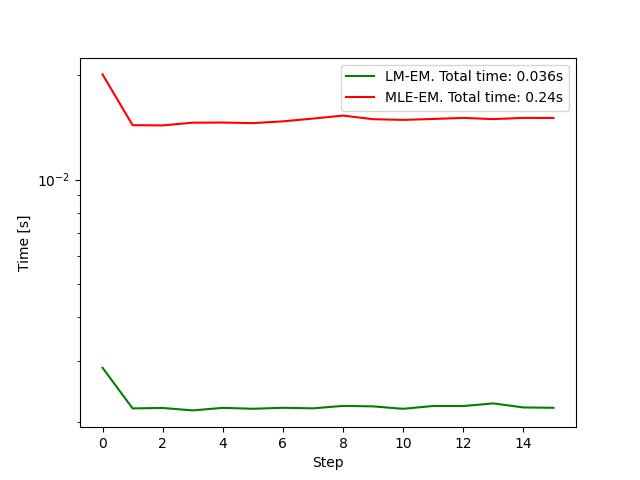 LM-EM. Total time: 0.036s
MLE-EM. Total time: 0.24s
10⁻²
Time [s]
0 2 4 6 8 10 12 14
Step